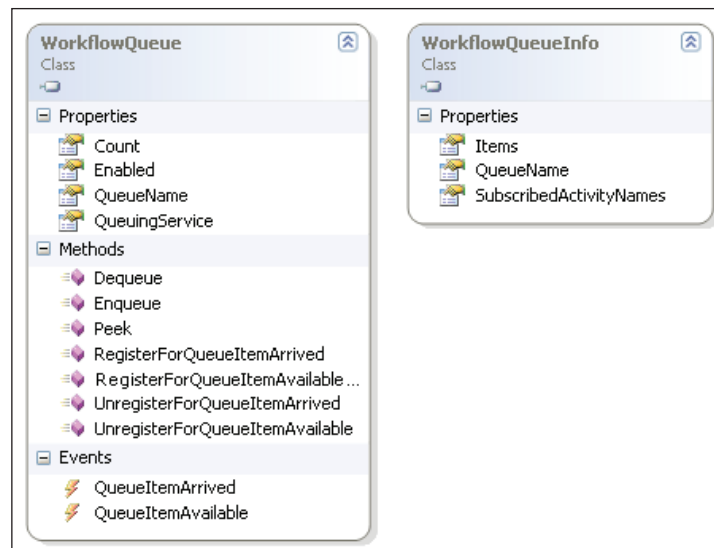 WorkflowQueue
Class
Properties
Count
Enabled
QueueName
QueuingService
Methods
Dequeue
Enqueue
Peek
RegisterForQueueItemArrived
RegisterForQueueItemAvailable ...
UnregisterForQueueItemArrived
UnregisterForQueueItemAvailable
Events
QueueItemArrived
QueueItemAvailable
WorkflowQueueInfo
Class
Properties
Items
QueueName
SubscribedActivityNames